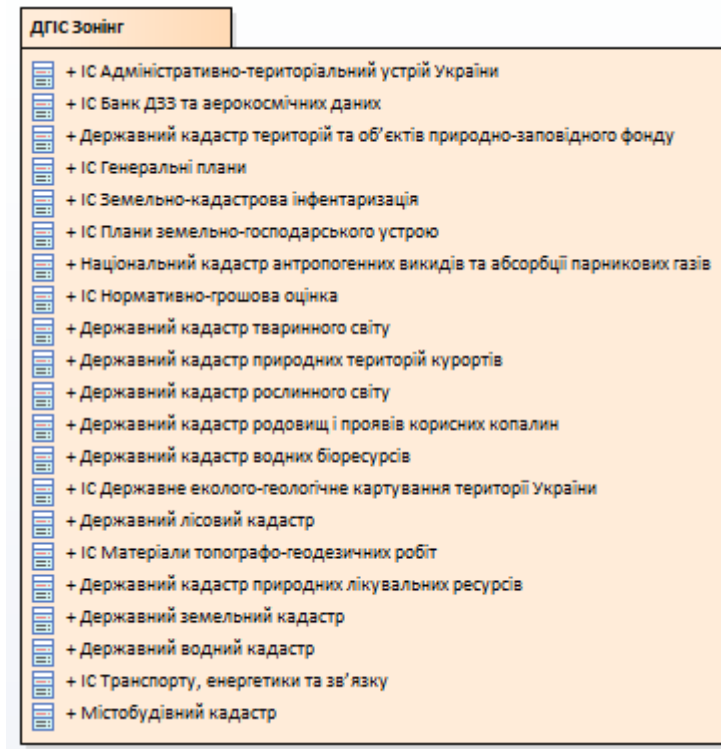 ДГІС Зонінг
+ ІС Адміністративно-територіальний устрій України
+ ІС Банк ДЗЗ та аерокосмічних даних
+ Державний кадастр територій та об’єктів природно-заповідного фонду
+ ІС Генеральні плани
+ ІС Земельно-кадастрова інфентаризація
+ ІС Плани земельно-господарського устрою
+ Національний кадастр антропогенних викидів та абсорбції парникових газів
+ ІС Нормативно-грошова оцінка
+ Державний кадастр тваринного світу
+ Державний кадастр природних територій курортів
+ Державний кадастр рослинного світу
+ Державний кадастр родовищ і проявів корисних копалин
+ Державний кадастр водних біоресурсів
+ ІС Державне еколого-геологічне картування території України
+ Державний лісовий кадастр
+ ІС Матеріали топографо-геодезичних робіт
+ Державний кадастр природних лікувальних ресурсів
+ Державний земельний кадастр
+ Державний водний кадастр
+ ІС Транспорту, енергетики та зв’язку
+ Містобудівний кадастр